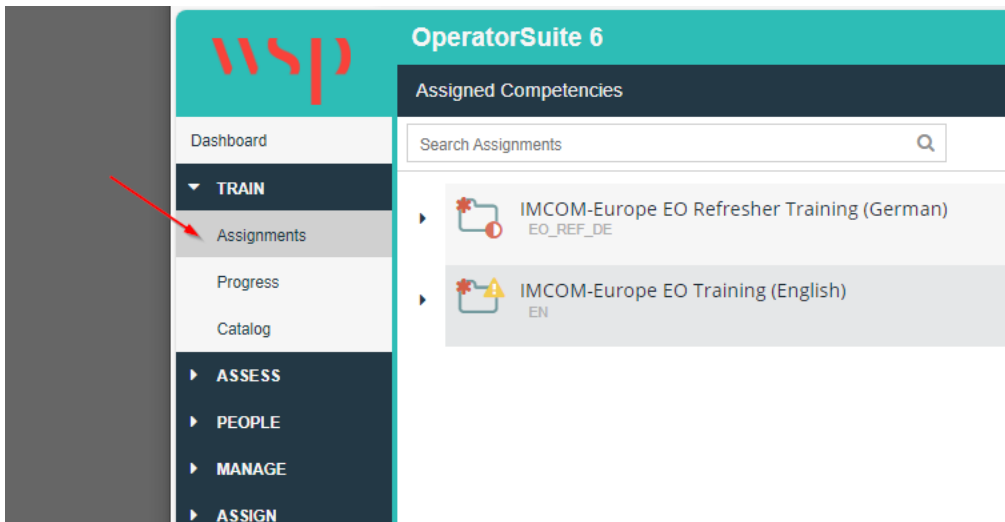 wsp
OperatorSuite 6
Assigned Competencies
Dashboard
Search Assignments
TRAIN
Assignments
Progress
Catalog
ASSESS
PEOPLE
MANAGE
ASSIGN
IMCOM-Europe EO Refresher Training (German)
EO_REF_DE
IMCOM-Europe EO Training (English)
EN